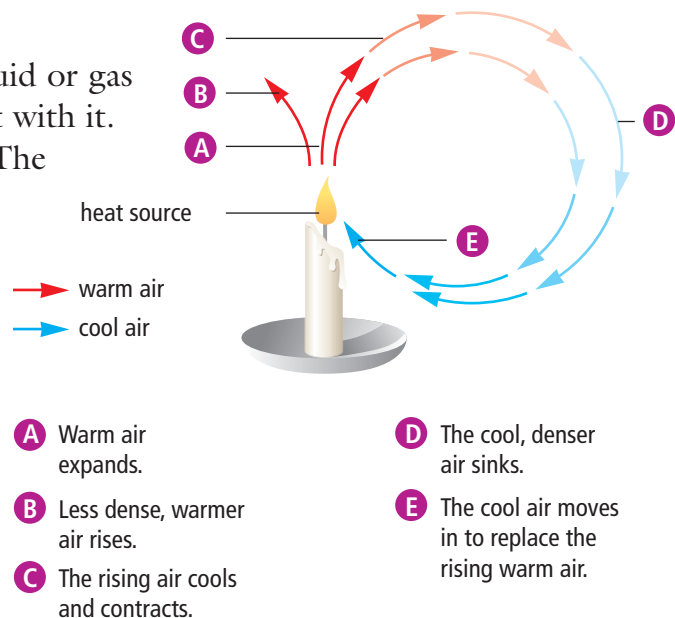 uid or gas
t with it.
The
C
B
A
D
E
heat source
warm air
cool air
A Warm air
expands.
B Less dense, warmer
air rises.
C The rising air cools
and contracts.
D The cool, denser
air sinks.
E The cool air moves
in to replace the
rising warm air.